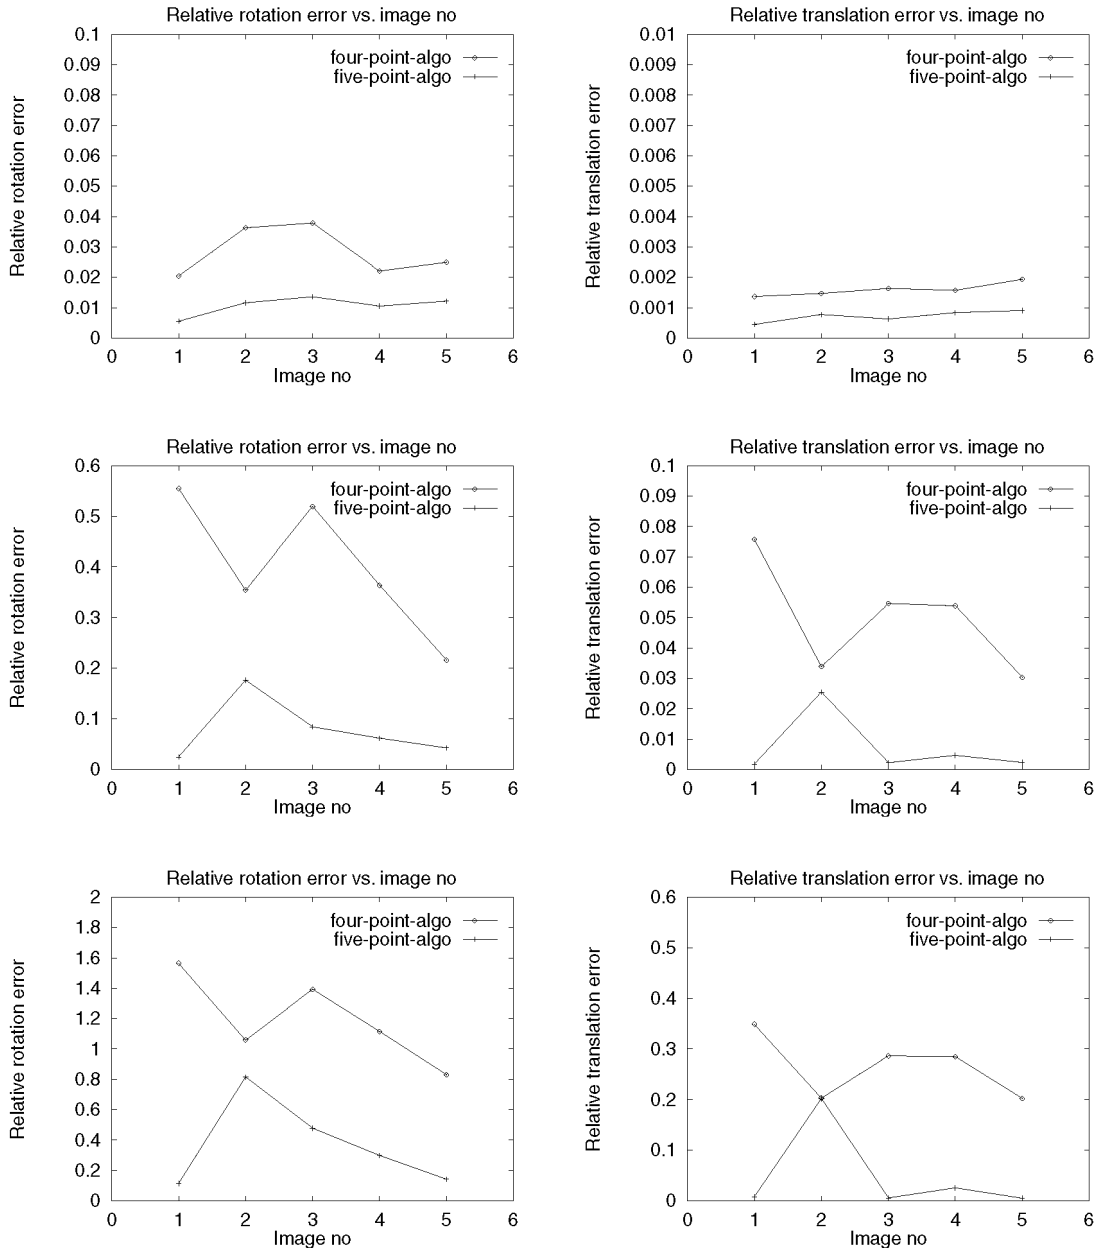 Relative rotation error vs. image no
Relative rotation error
0.1
0.09
0.08
0.07
0.06
0.05
0.04
0.03
0.02
0.01
0
four-point-algo
five-point-algo
0 1 2 3 4 5 6
Image no
Relative translation error vs. image no
Relative translation error
0.01
0.009
0.008
0.007
0.006
0.005
0.004
0.003
0.002
0.001
0
four-point-algo
five-point-algo
0 1 2 3 4 5 6
Image no
Relative rotation error vs. image no
Relative rotation error
0.6
0.5
0.4
0.3
0.2
0.1
0
four-point-algo
five-point-algo
0 1 2 3 4 5 6
Image no
Relative translation error vs. image no
Relative translation error
0.1
0.09
0.08
0.07
0.06
0.05
0.04
0.03
0.02
0.01
0
four-point-algo
five-point-algo
0 1 2 3 4 5 6
Image no
Relative rotation error vs. image no
Relative rotation error
2
1.8
1.6
1.4
1.2
1
0.8
0.6
0.4
0.2
0
four-point-algo
five-point-algo
0 1 2 3 4 5 6
Image no
Relative translation error vs. image no
Relative translation error
0.6
0.5
0.4
0.3
0.2
0.1
0
four-point-algo
five-point-algo
0 1 2 3 4 5 6
Image no